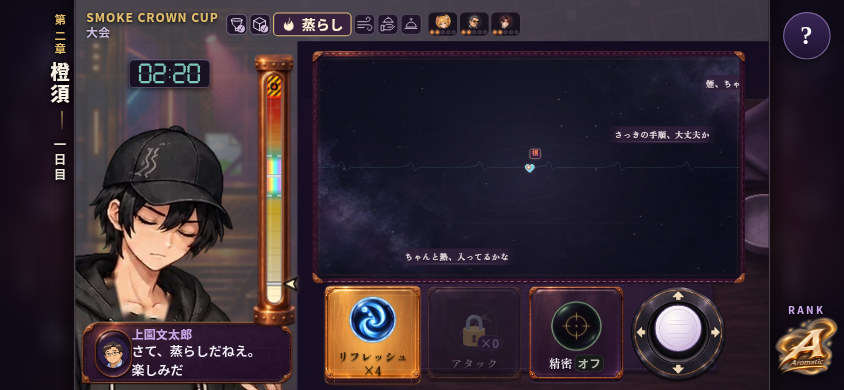 第二章 橙須 一日目
SMOKE CROWN CUP
大会
蒸らし
?
02:20
煙、ちゃ
さっきの手順、大丈夫か
ちゃんと熱、入ってるかな
上園文太郎
さて、蒸らしだねえ。
楽しみだ
リフレッシュ
×4
×0
アタック
精密 オフ
RANK
A
Aromatic